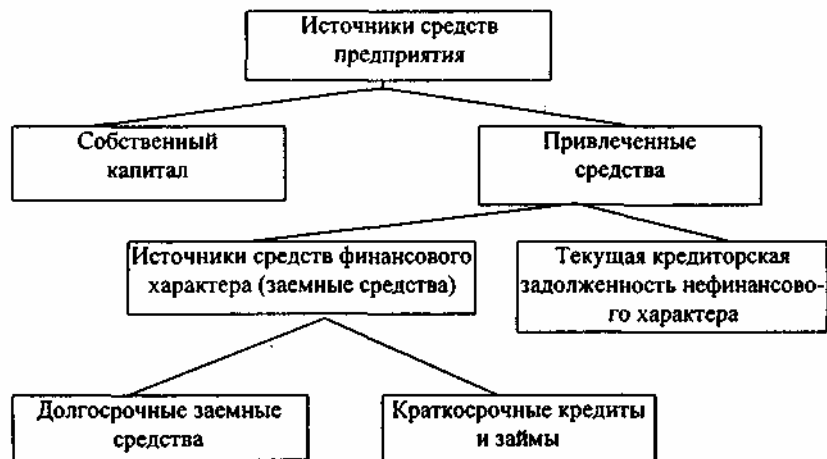 Источники средств
предприятия
Собственный
капитал
Привлеченные
средства
Источники средств финансового
характера (заемные средства)
Текущая кредиторская
задолженность нефинансово-
го характера
Долгосрочные заемные
средства
Краткосрочные кредиты
и займы